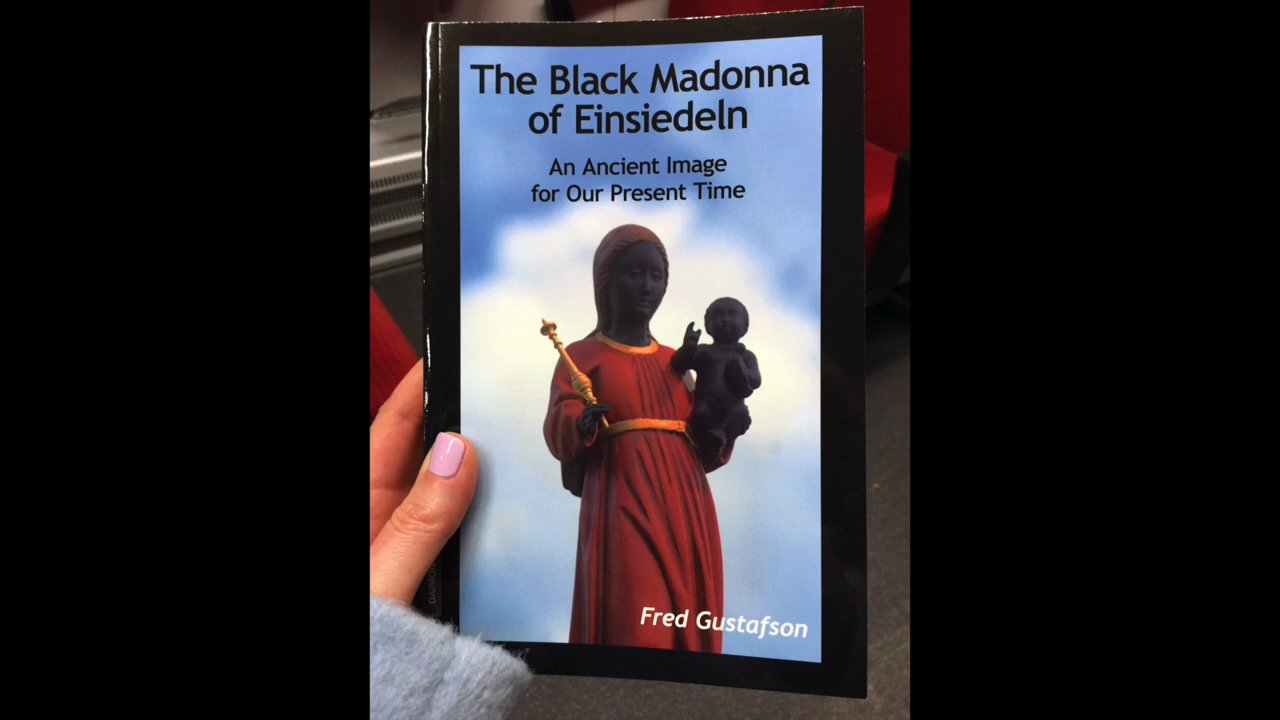 The Black Madonna
of Einsiedeln
An Ancient Image
for Our Present Time
Fred Gustafson